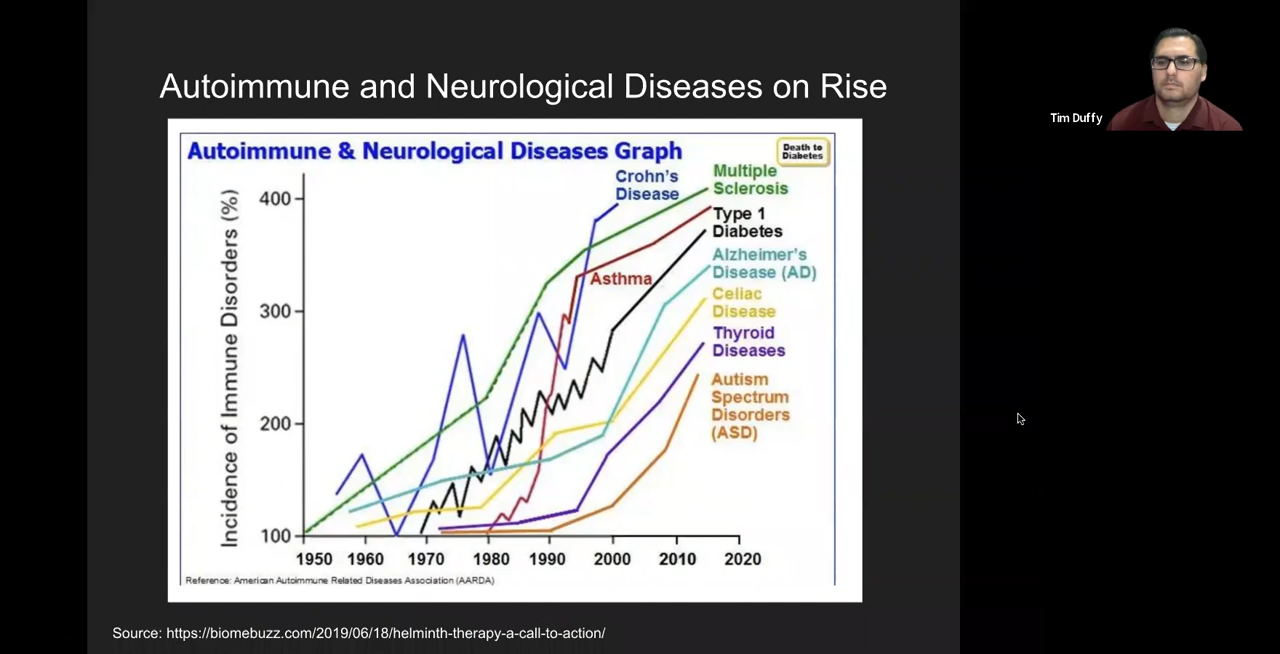 Autoimmune and Neurological Diseases on Rise
Tim Duffy
Autoimmune & Neurological Diseases Graph
Death to
Diabetes
Incidence of Immune Disorders (%)
400
300
200
100
1950 1960 1970 1980 1990 2000 2010 2020
Crohn's
Disease
Multiple
Sclerosis
Type 1
Diabetes
Asthma
Alzheimer's
Disease (AD)
Celiac
Disease
Thyroid
Diseases
Autism
Spectrum
Disorders
(ASD)
Reference: American Autoimmune Related Diseases Association (AARDA)
Source: https://biomebuzz.com/2019/06/18/helminth-therapy-a-call-to-action/